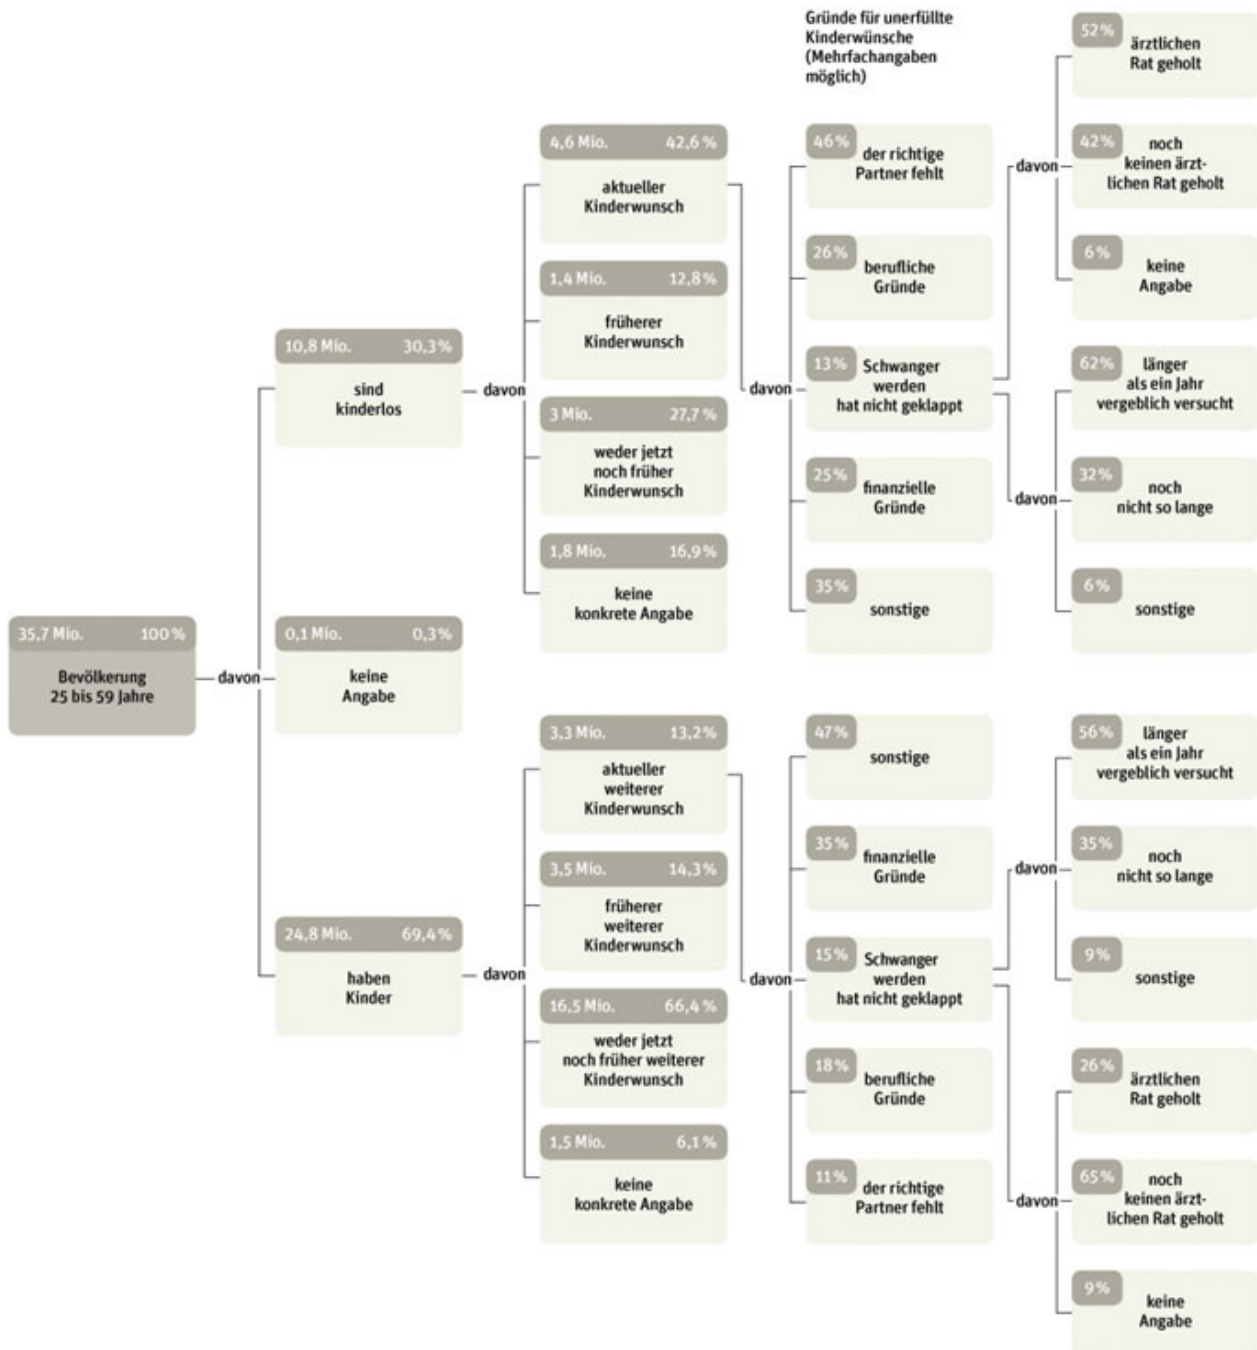 Gründe für unerfüllte
Kinderwünsche
(Mehrfachangaben
möglich)
35,7 Mio. 100 %
Bevölkerung
25 bis 59 Jahre
davon
10,8 Mio. 30,3 %
sind
kinderlos
davon
0,1 Mio. 0,3 %
keine
Angabe
24,8 Mio. 69,4 %
haben
Kinder
davon
4,6 Mio. 42,6 %
aktueller
Kinderwunsch
1,4 Mio. 12,8 %
früherer
Kinderwunsch
3 Mio. 27,7 %
weder jetzt
noch früher
Kinderwunsch
1,8 Mio. 16,9 %
keine
konkrete Angabe
davon
46 %
der richtige
Partner fehlt
26 %
berufliche
Gründe
13 %
Schwanger
werden
hat nicht geklappt
25 %
finanzielle
Gründe
35 %
sonstige
davon
52 %
ärztlichen
Rat geholt
42 %
noch
keinen ärzt-
lichen Rat geholt
6 %
keine
Angabe
davon
62 %
länger
als ein Jahr
vergeblich versucht
32 %
noch
nicht so lange
6 %
sonstige
3,3 Mio. 13,2 %
aktueller
weiterer
Kinderwunsch
3,5 Mio. 14,3 %
früherer
weiterer
Kinderwunsch
16,5 Mio. 66,4 %
weder jetzt
noch früher weiterer
Kinderwunsch
1,5 Mio. 6,1 %
keine
konkrete Angabe
davon
47 %
sonstige
35 %
finanzielle
Gründe
15 %
Schwanger
werden
hat nicht geklappt
18 %
berufliche
Gründe
11 %
der richtige
Partner fehlt
davon
56 %
länger
als ein Jahr
vergeblich versucht
35 %
noch
nicht so lange
9 %
sonstige
davon
26 %
ärztlichen
Rat geholt
65 %
noch
keinen ärzt-
lichen Rat geholt
9 %
keine
Angabe